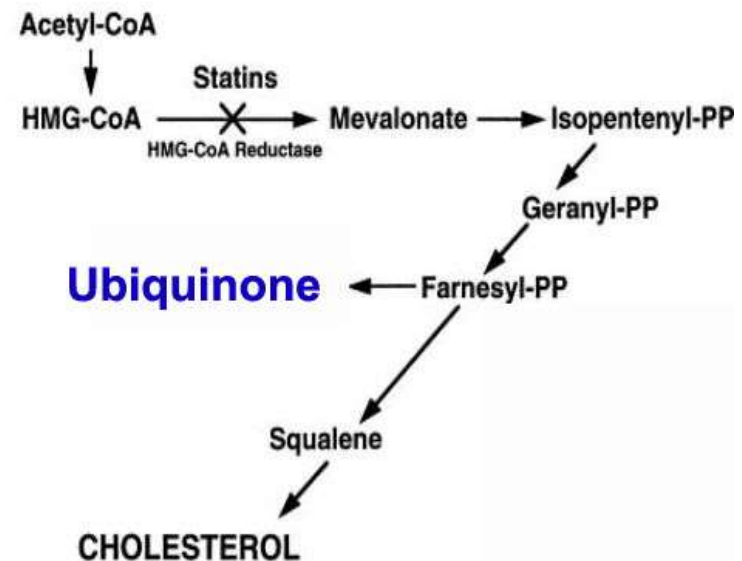 Acetyl-CoA
Statins
HMG-CoA Mevalonate Isopentenyl-PP
HMG-CoA Reductase
Geranyl-PP
Ubiquinone Farnesyl-PP
Squalene
CHOLESTEROL